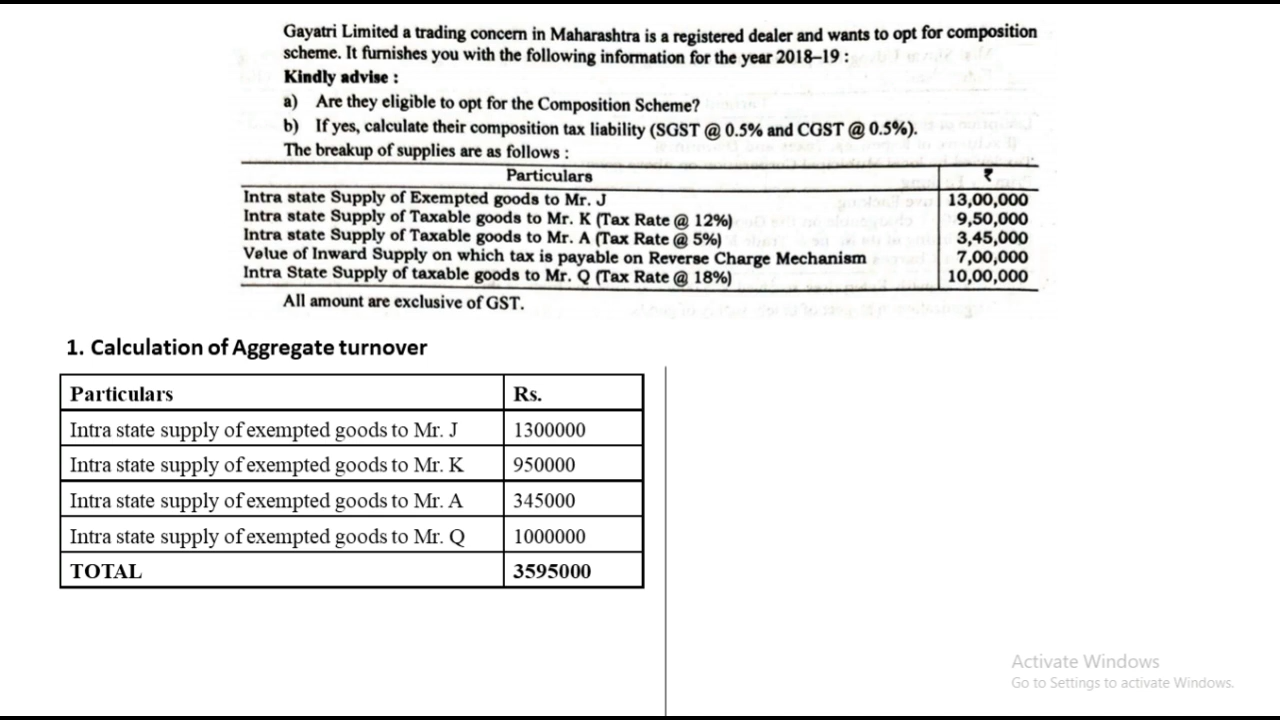 Gayatri Limited a trading concern in Maharashtra is a registered dealer and wants to opt for composition
scheme. It furnishes you with the following information for the year 2018–19 :
Kindly advise :
a) Are they eligible to opt for the Composition Scheme?
b) If yes, calculate their composition tax liability (SGST @ 0.5% and CGST @ 0.5%).
The breakup of supplies are as follows :
Particulars ₹
Intra state Supply of Exempted goods to Mr. J 13,00,000
Intra state Supply of Taxable goods to Mr. K (Tax Rate @ 12%) 9,50,000
Intra state Supply of Taxable goods to Mr. A (Tax Rate @ 5%) 3,45,000
Value of Inward Supply on which tax is payable on Reverse Charge Mechanism 7,00,000
Intra State Supply of taxable goods to Mr. Q (Tax Rate @ 18%) 10,00,000
All amount are exclusive of GST.
1. Calculation of Aggregate turnover
Particulars Rs.
Intra state supply of exempted goods to Mr. J 1300000
Intra state supply of exempted goods to Mr. K 950000
Intra state supply of exempted goods to Mr. A 345000
Intra state supply of exempted goods to Mr. Q 1000000
TOTAL 3595000
Activate Windows
Go to Settings to activate Windows.